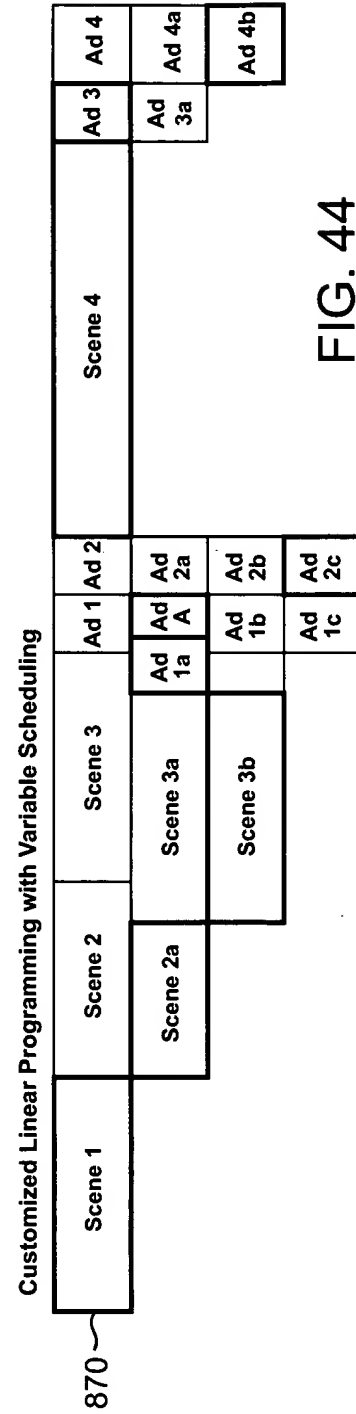 Customized Linear Programming with Variable Scheduling
870
Scene 1
Scene 2
Scene 3
Ad 1
Ad 2
Scene 4
Ad 3
Ad 4
Scene 2a
Scene 3a
Ad
1a
Ad
A
Ad
2a
Ad
3a
Ad 4a
Scene 3b
Ad
1b
Ad
2b
Ad 4b
Ad
1c
Ad
2c
FIG. 44